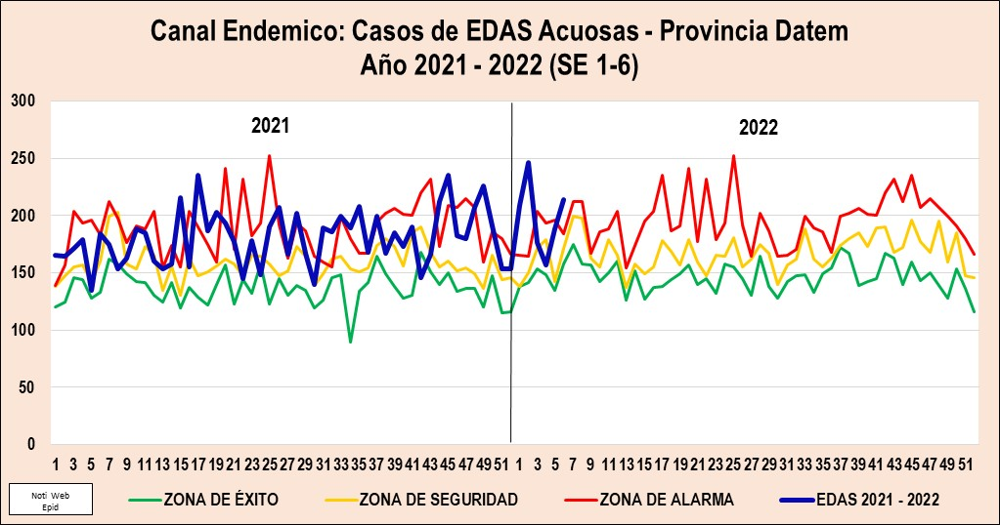 Canal Endemico: Casos de EDAS Acuosas - Provincia Datem
Año 2021 - 2022 (SE 1-6)
300
250
200
150
100
50
0
2021
2022
1 3 5 7 9 11 13 15 17 19 21 23 25 27 29 31 33 35 37 39 41 43 45 47 49 51 1 3 5 7 9 11 13 15 17 19 21 23 25 27 29 31 33 35 37 39 41 43 45 47 49 51
Noti Web
Epid
ZONA DE ÉXITO ZONA DE SEGURIDAD ZONA DE ALARMA EDAS 2021 - 2022